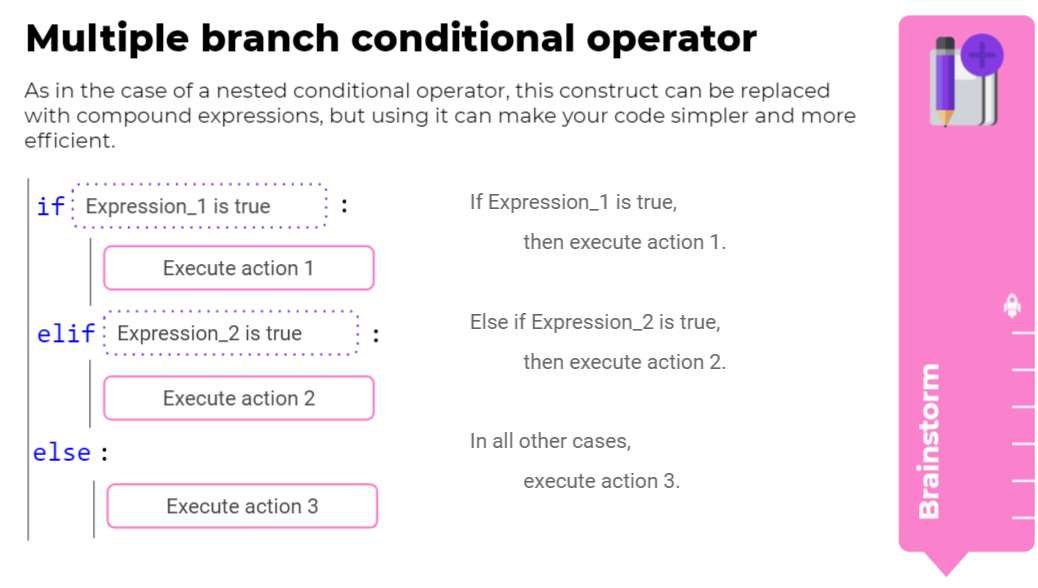 Multiple branch conditional operator
As in the case of a nested conditional operator, this construct can be replaced
with compound expressions, but using it can make your code simpler and more
efficient.
if Expression_1 is true :
Execute action 1
elif Expression_2 is true :
Execute action 2
else :
Execute action 3
If Expression_1 is true,
then execute action 1.
Else if Expression_2 is true,
then execute action 2.
In all other cases,
execute action 3.
Brainstorm